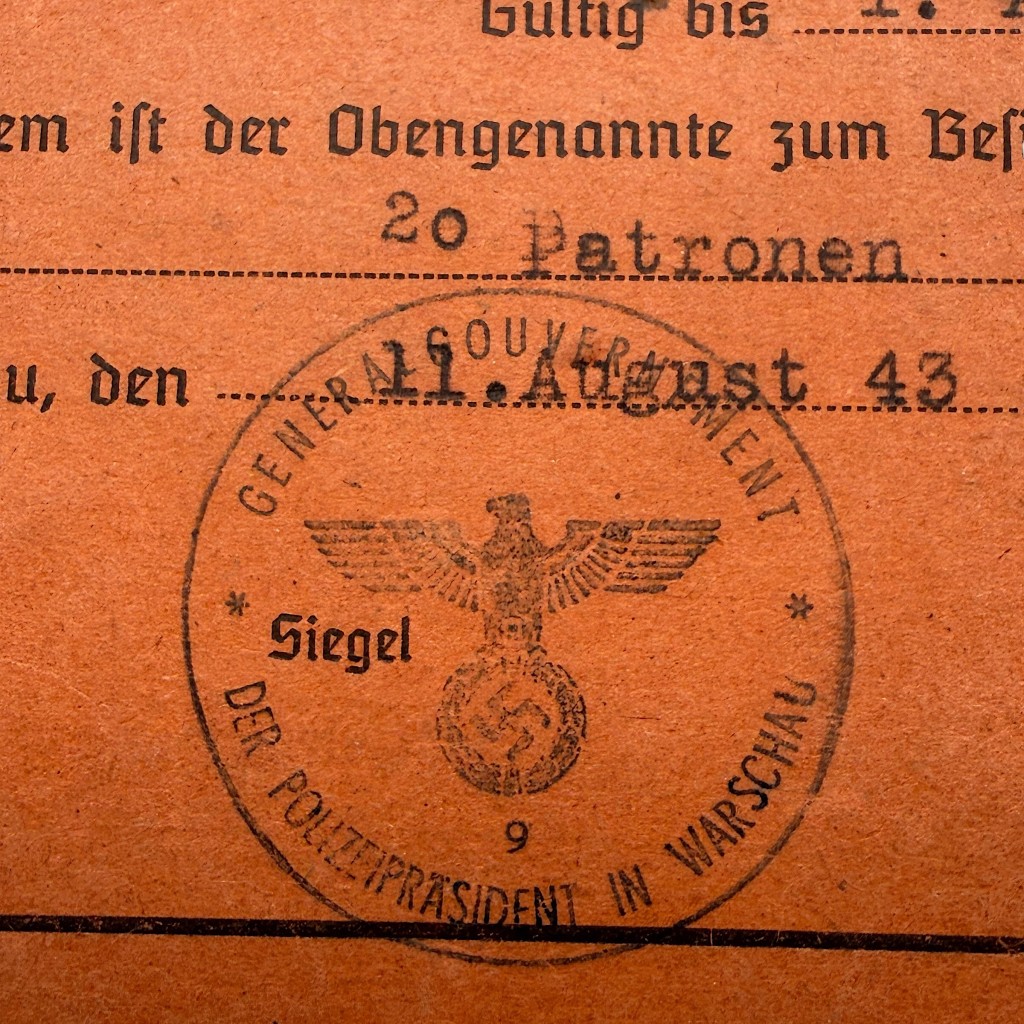 Gültig bis
em ist der Obengenannte zum
20 Patronen
u, den 11. August 43
GENERALGOUVERNEMENT
Siegel
9
* DER POLIZEIPRÄSIDENT IN WARSCHAU *